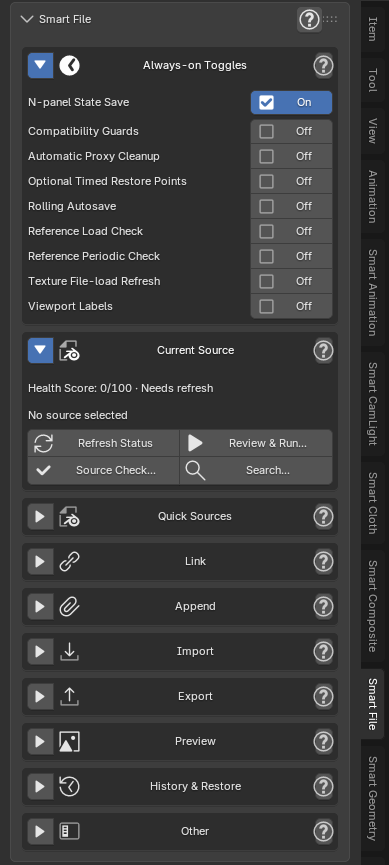 Smart File
Always-on Toggles
N-panel State Save On
Compatibility Guards Off
Automatic Proxy Cleanup Off
Optional Timed Restore Points Off
Rolling Autosave Off
Reference Load Check Off
Reference Periodic Check Off
Texture File-load Refresh Off
Viewport Labels Off
Current Source
Health Score: 0/100 · Needs refresh
No source selected
Refresh Status Review & Run...
Source Check... Search...
Quick Sources
Link
Append
Import
Export
Preview
History & Restore
Other
Item
Tool
View
Animation
Smart Animation
Smart CamLight
Smart Cloth
Smart Composite
Smart File
Smart Geometry